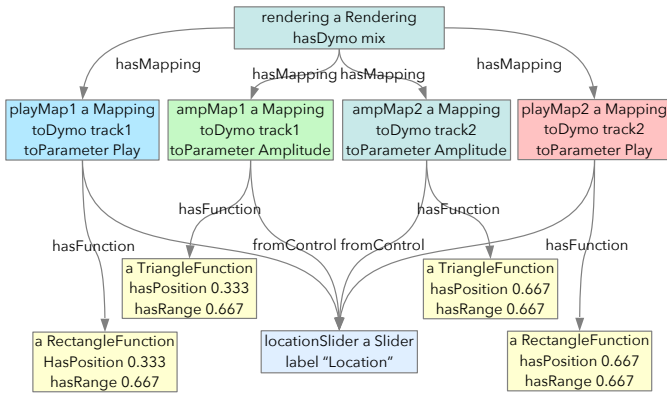 rendering a Rendering
hasDymo mix
hasMapping
hasMapping
hasMapping
hasMapping
playMap1 a Mapping
toDymo track1
toParameter Play
ampMap1 a Mapping
toDymo track1
toParameter Amplitude
ampMap2 a Mapping
toDymo track2
toParameter Amplitude
playMap2 a Mapping
toDymo track2
toParameter Play
hasFunction
hasFunction
hasFunction
fromControl
fromControl
hasFunction
a TriangleFunction
hasPosition 0.333
hasRange 0.667
a TriangleFunction
hasPosition 0.667
hasRange 0.667
a RectangleFunction
HasPosition 0.333
hasRange 0.667
locationSlider a Slider
label “Location”
a RectangleFunction
hasPosition 0.667
hasRange 0.667